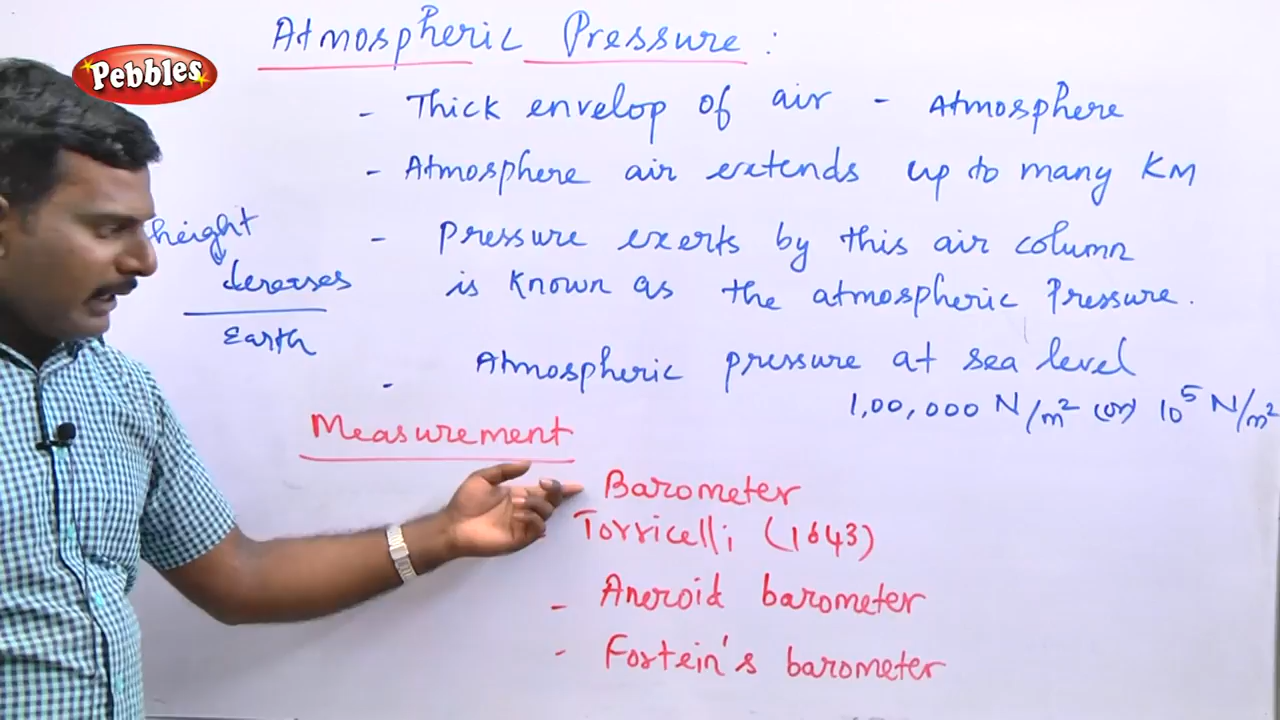 Atmospheric Pressure :
Pebbles
- Thick envelop of air - Atmosphere
- Atmosphere air extends up to many KM
height
- Pressure exerts by this air column
decreses
is known as the atmospheric Pressure.
Earth
- Atmospheric pressure at sea level
1,00,000 N/m² (or) 10⁵ N/m²
Measurement
Barometer
Torricelli (1643)
- Aneroid barometer
- Fostein's barometer